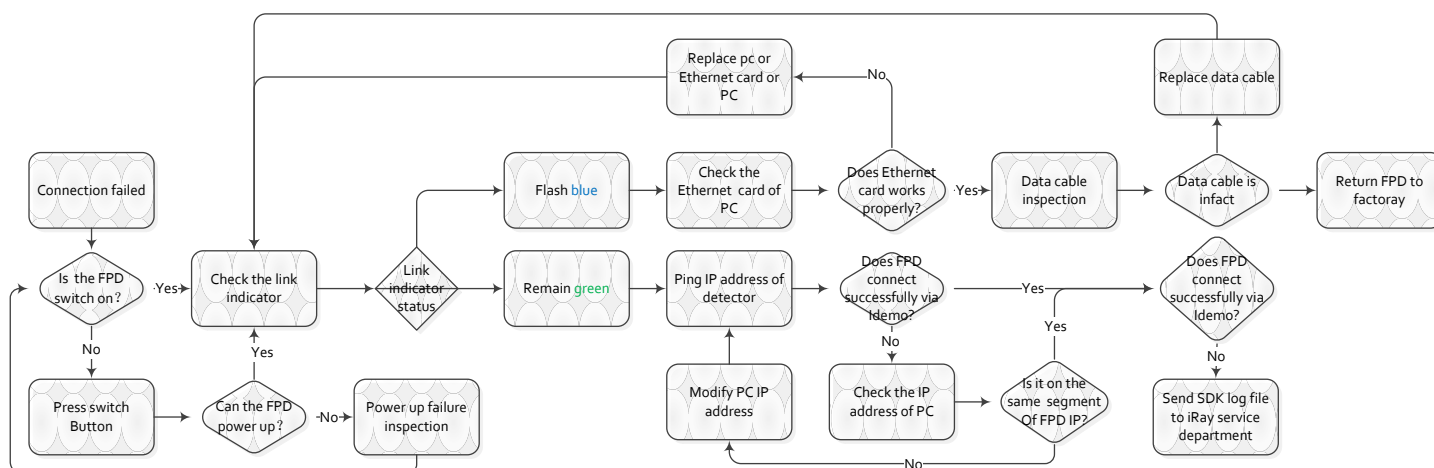 Replace pc or
Ethernet card or
PC
No
Replace data cable
Connection failed
Flash blue
Check the
Ethernet card of
PC
Does Ethernet
card works
properly?
Yes
Data cable
inspection
Data cable is
infact
Return FPD to
factoray
Is the FPD
switch on?
Yes
Check the link
indicator
Link
indicator
status
Remain green
Ping IP address of
detector
Does FPD
connect
successfully via
Idemo?
Yes
Does FPD
connect
successfully via
Idemo?
No
Yes
No
Yes
No
Press switch
Button
Can the FPD
power up?
No
Power up failure
inspection
Modify PC IP
address
Check the IP
address of PC
Is it on the
same segment
Of FPD IP?
Send SDK log file
to iRay service
department
No